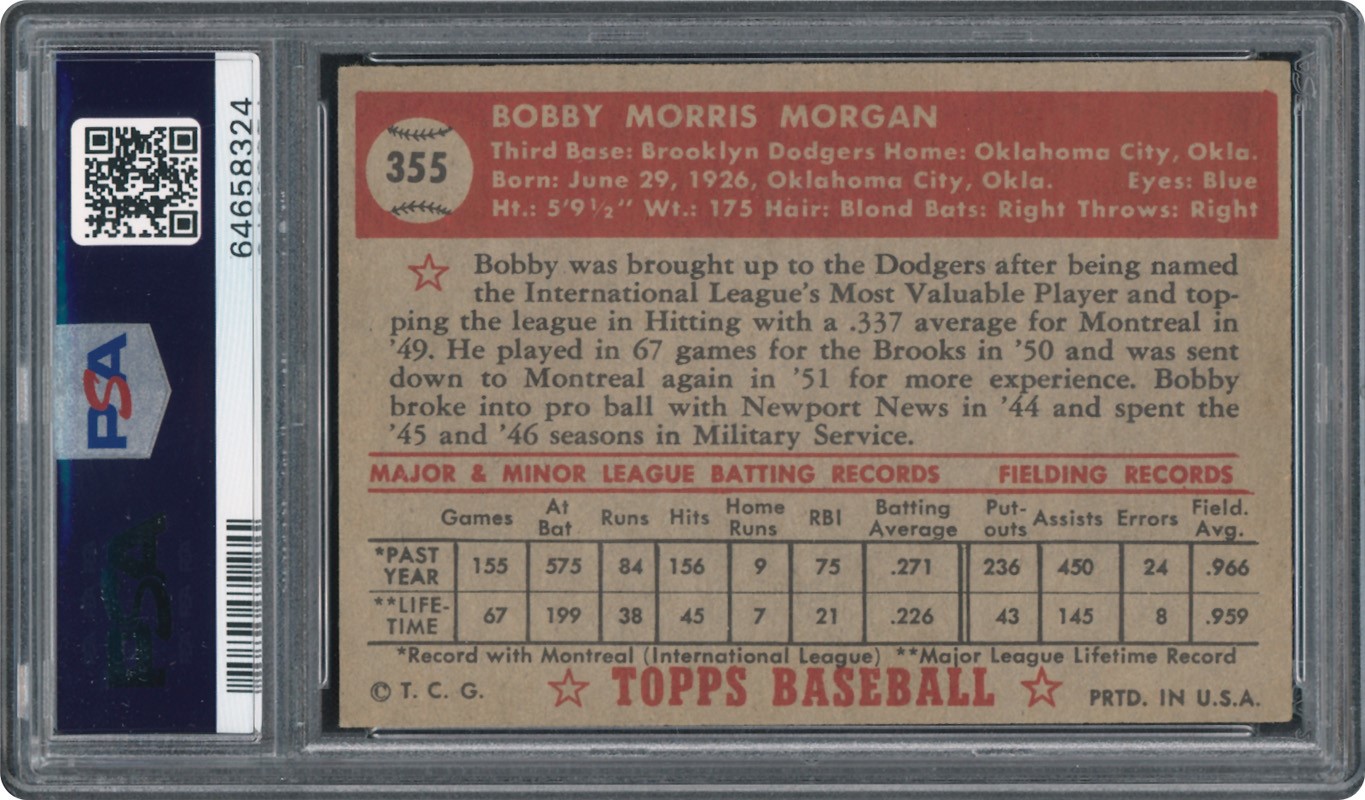 64658324
PSA
355
BOBBY MORRIS MORGAN
Third Base: Brooklyn Dodgers Home: Oklahoma City, Okla.
Born: June 29, 1926, Oklahoma City, Okla. Eyes: Blue
Ht.: 5'9½" Wt.: 175 Hair: Blond Bats: Right Throws: Right
Bobby was brought up to the Dodgers after being named
the International League's Most Valuable Player and top-
ping the league in Hitting with a .337 average for Montreal in
'49. He played in 67 games for the Brooks in '50 and was sent
down to Montreal again in '51 for more experience. Bobby
broke into pro ball with Newport News in '44 and spent the
'45 and '46 seasons in Military Service.
MAJOR & MINOR LEAGUE BATTING RECORDS FIELDING RECORDS
Games At Bat Runs Hits Home Runs RBI Batting Average Put-outs Assists Errors Field. Avg.
*PAST YEAR 155 575 84 156 9 75 .271 236 450 24 .966
**LIFE-TIME 67 199 38 45 7 21 .226 43 145 8 .959
*Record with Montreal (International League) **Major League Lifetime Record
© T. C. G. TOPPS BASEBALL PRTD. IN U.S.A.
PSA